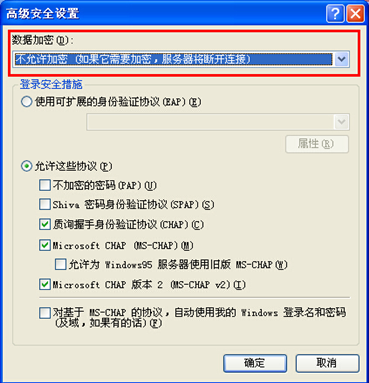 高级安全设置
数据加密(D):
不允许加密 (如果它需要加密，服务器将断开连接)
登录安全措施
使用可扩展的身份验证协议(EAP)(E)
属性(R)
允许这些协议(P)
不加密的密码(PAP)(U)
Shiva 密码身份验证协议(SPAP)(S)
质询握手身份验证协议(CHAP)(C)
Microsoft CHAP (MS-CHAP)(M)
允许为 Windows95 服务器使用旧版 MS-CHAP(W)
Microsoft CHAP 版本 2 (MS-CHAP v2)(I)
对基于 MS-CHAP 的协议，自动使用我的 Windows 登录名和密码
(及域，如果有的话)(F)
确定
取消